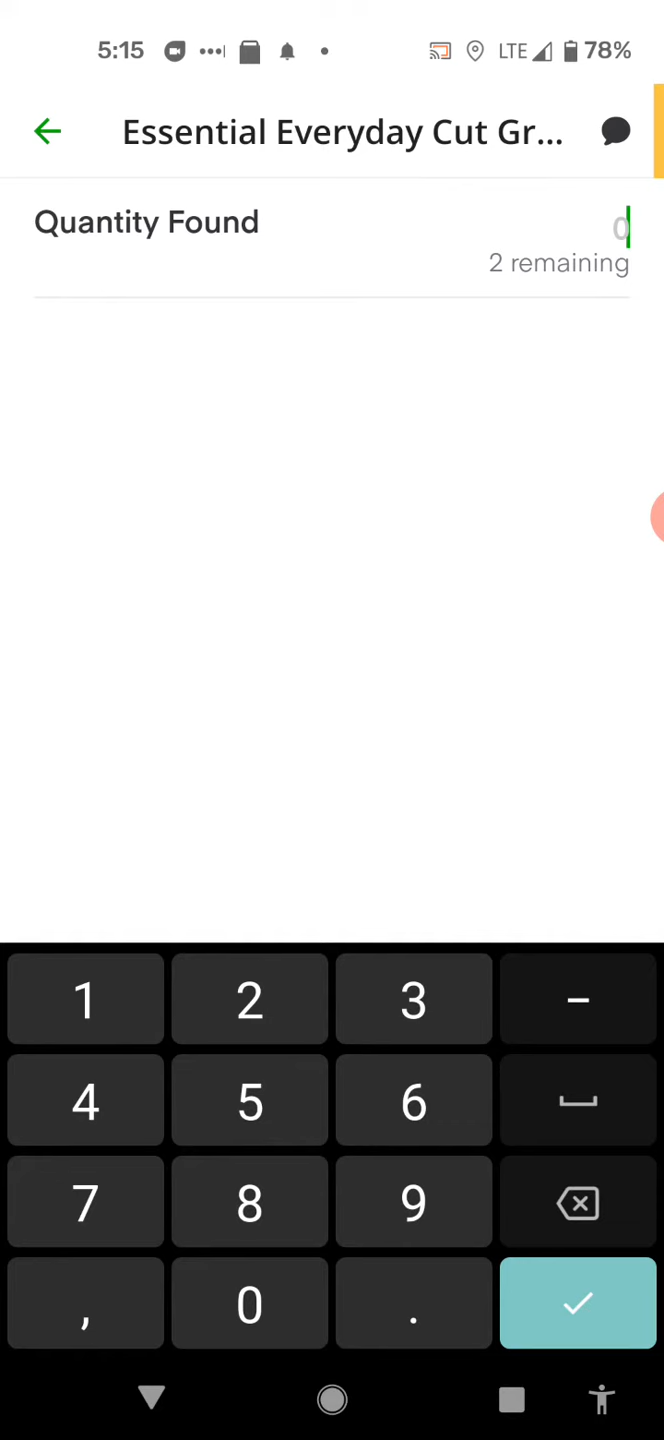 5:15 LTE 78%
Essential Everyday Cut Gr...
Quantity Found 0
2 remaining
1 2 3 –
4 5 6
7 8 9
, 0 .